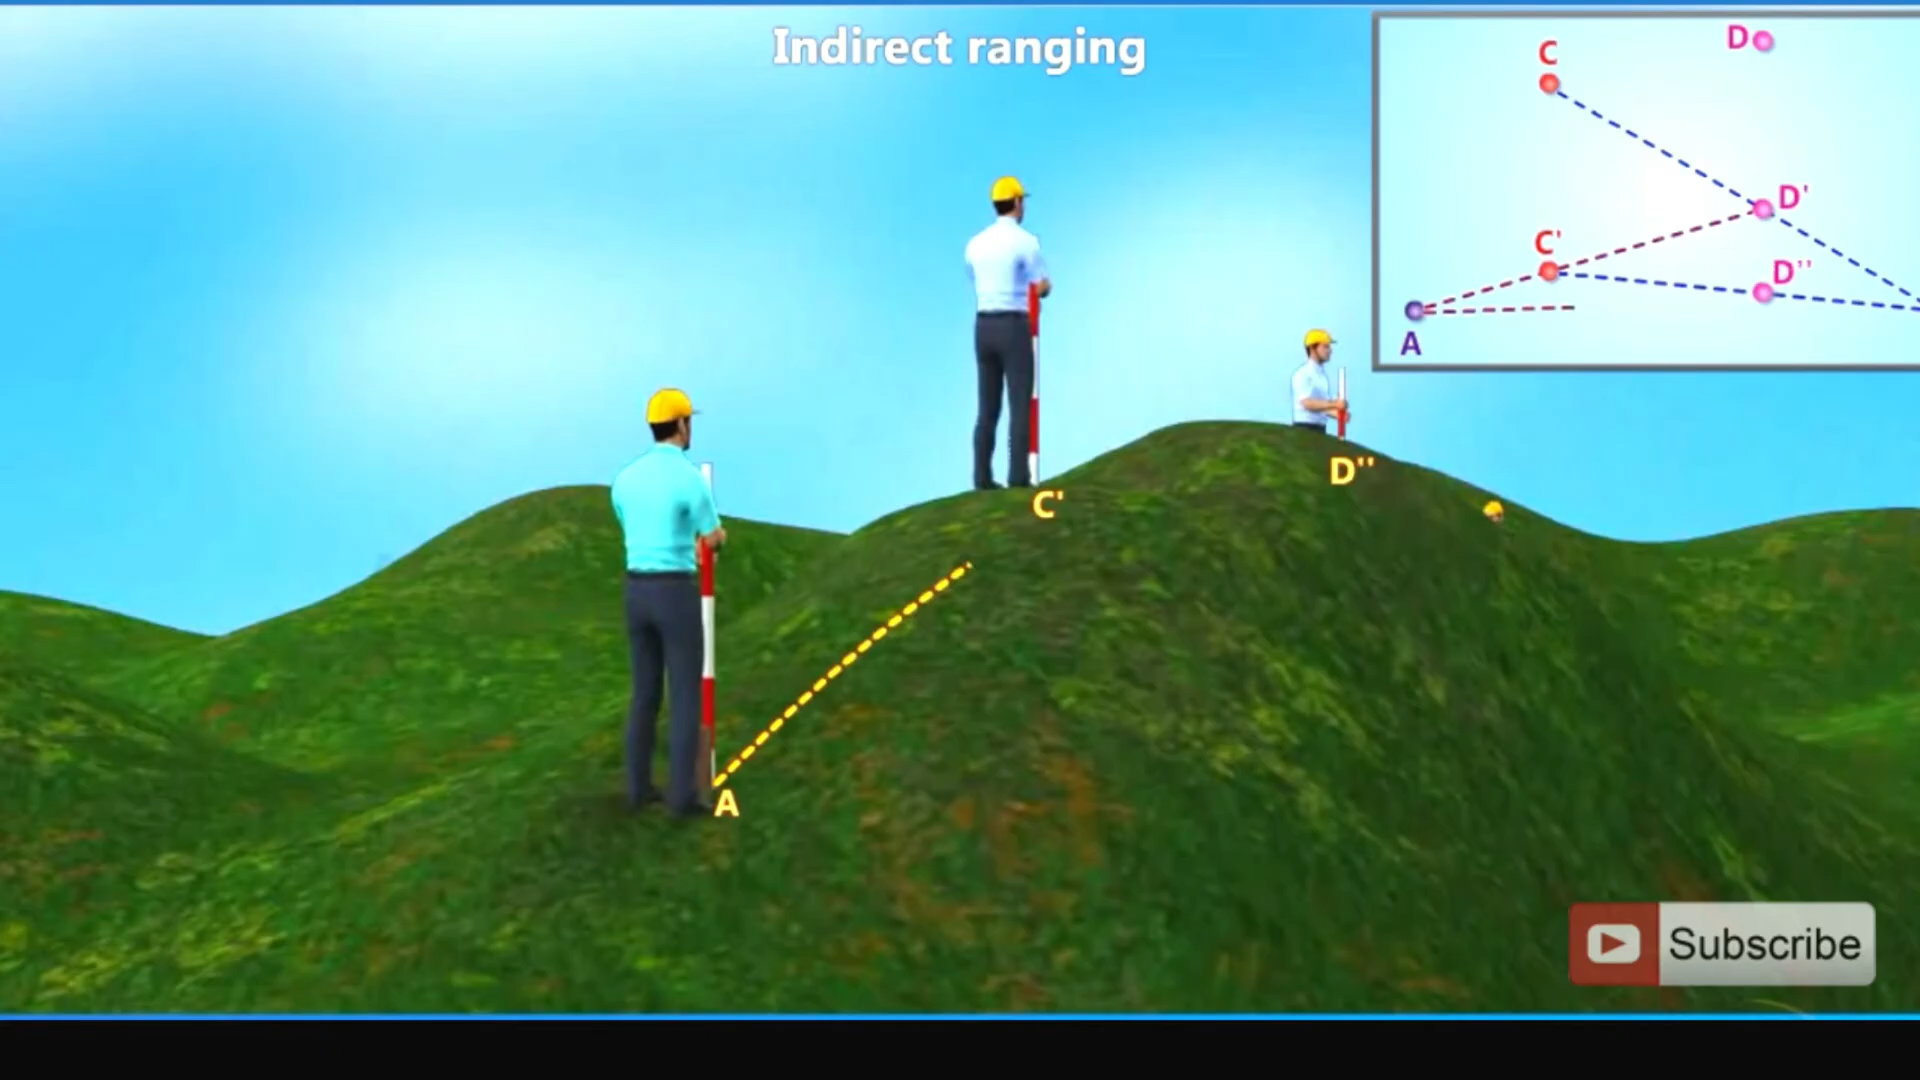 Indirect ranging
C
D
D'
C'
D''
A
C'
D''
A
Subscribe